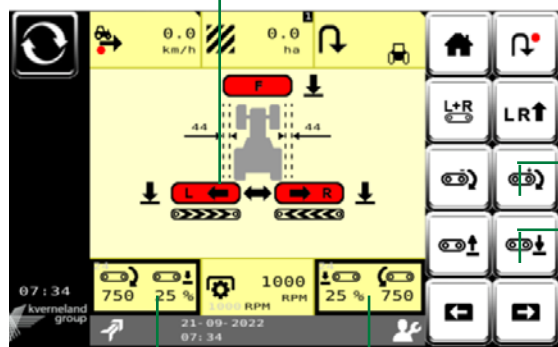 0.0
km/h
1
0.0
ha
F
44
44
L
R
L+R
LR
750
25 %
1000
RPM
1000 RPM
25 %
750
07:34
kverneland
group
21-09-2022
07:34